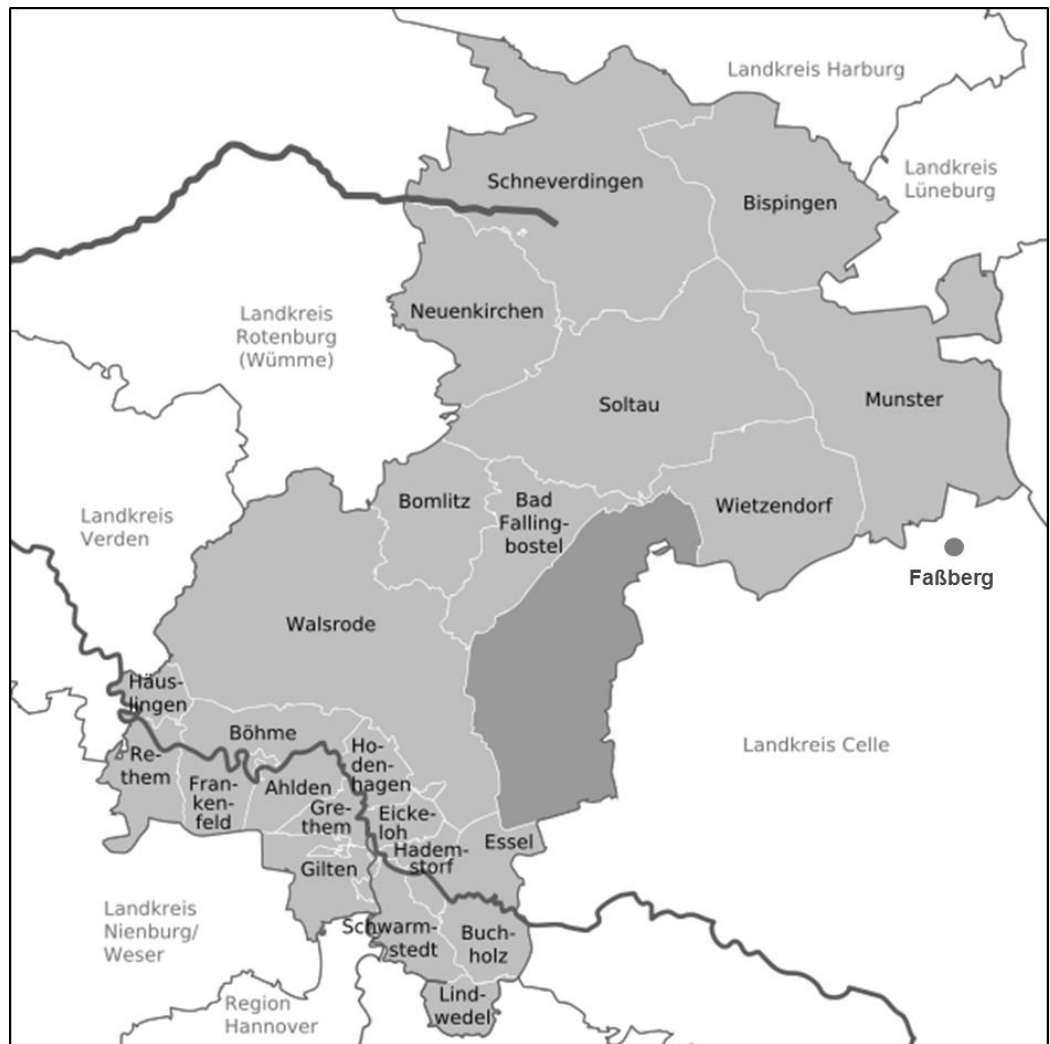 Landkreis Harburg
Landkreis
Lüneburg
Schneverdingen
Bispingen
Landkreis
Rotenburg
(Wümme)
Neuenkirchen
Soltau
Munster
Landkreis
Verden
Bomlitz
Bad
Falling-
bostel
Wietzendorf
Faßberg
Walsrode
Häus-
lingen
Böhme
Ho-
den-
hagen
Landkreis Celle
Re-
them
Fran-
ken-
feld
Ahlden
Gre-
them
Eicke-
loh
Hadem-
storf
Essel
Gilten
Landkreis
Nienburg/
Weser
Schwarm-
stedt
Buch-
holz
Lind-
wedel
Region
Hannover